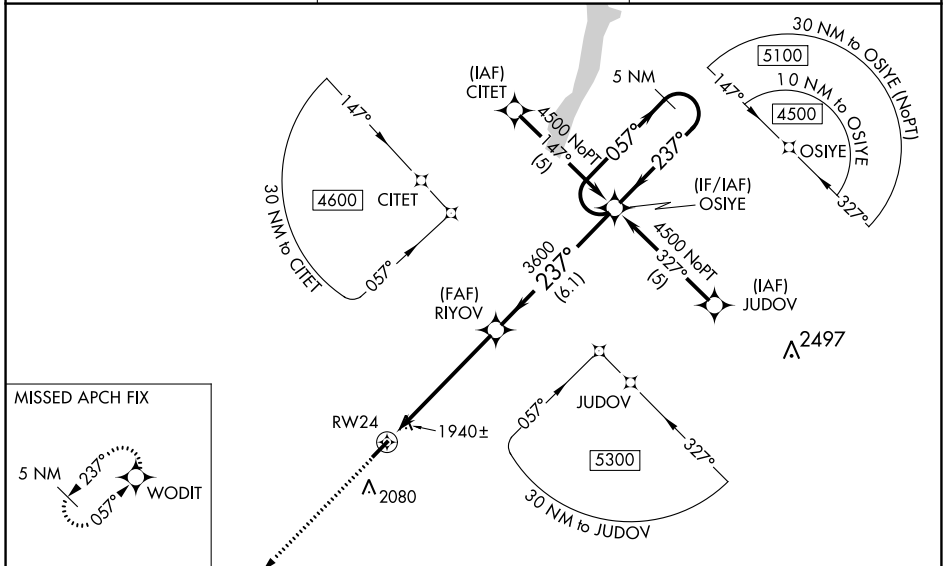 (IAF)
CITET
4500 NoPT
147°
(5)
5 NM
057°
237°
(IF/IAF)
OSIYE
4500 NoPT
327°
(5)
(IAF)
JUDOV
2497
3600
237°
(6.1)
(FAF)
RIYOV
RW24
1940±
2080
147°
4600
CITET
057°
30 NM to CITET
30 NM to OSIYE (NoPT)
5100
147°
10 NM to OSIYE
4500
OSIYE
327°
JUDOV
057°
327°
5300
30 NM to JUDOV
MISSED APCH FIX
5 NM
237°
057°
WODIT